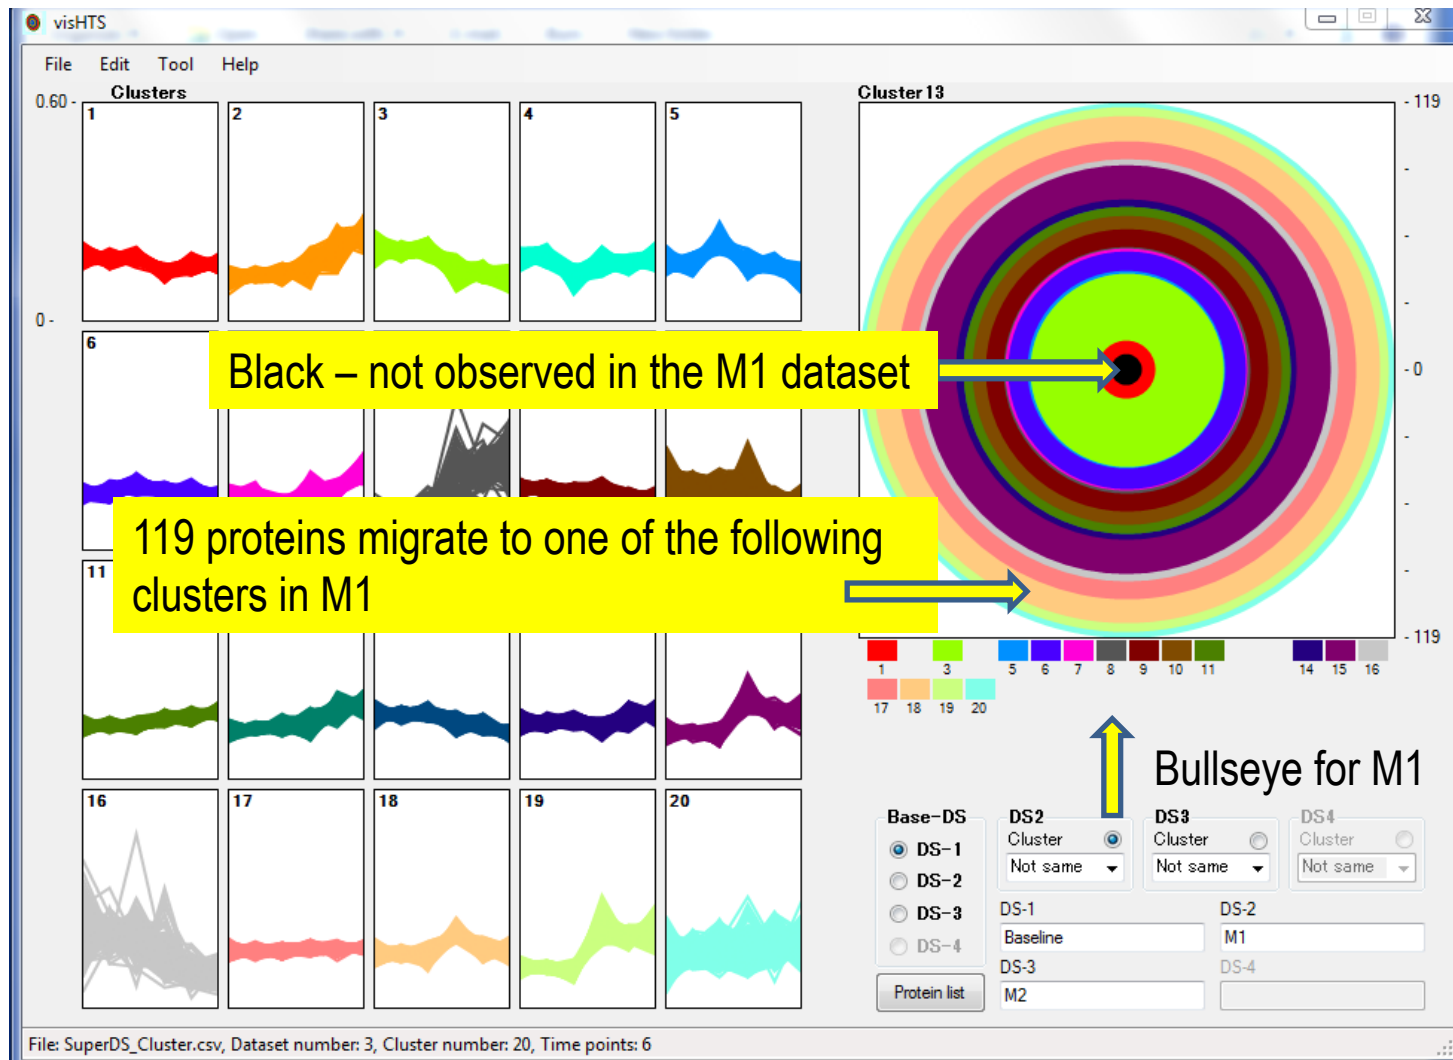 visHTS
File Edit Tool Help
Clusters
0.60 -
0 -
1
2
3
4
5
6
11
16
17
18
19
20
Black – not observed in the M1 dataset
119 proteins migrate to one of the following
clusters in M1
Cluster13
- 119
- 0
- 119
1 3 5 6 7 8 9 10 11 14 15 16
17 18 19 20
Bullseye for M1
Base-DS
DS-1
DS-2
DS-3
DS-4
Protein list
DS2
Cluster
Not same
DS3
Cluster
Not same
DS4
Cluster
Not same
DS-1
Baseline
DS-2
M1
DS-3
M2
DS-4
File: SuperDS_Cluster.csv, Dataset number: 3, Cluster number: 20, Time points: 6